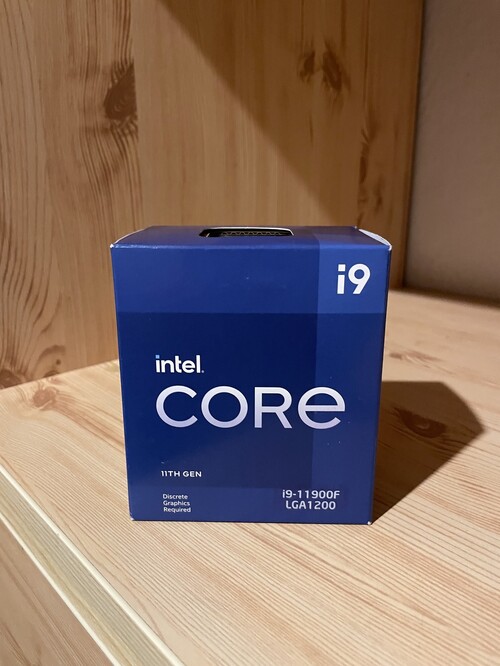 i9
intel.
CORE
11TH GEN
Discrete
Graphics
Required
i9-11900F
LGA1200